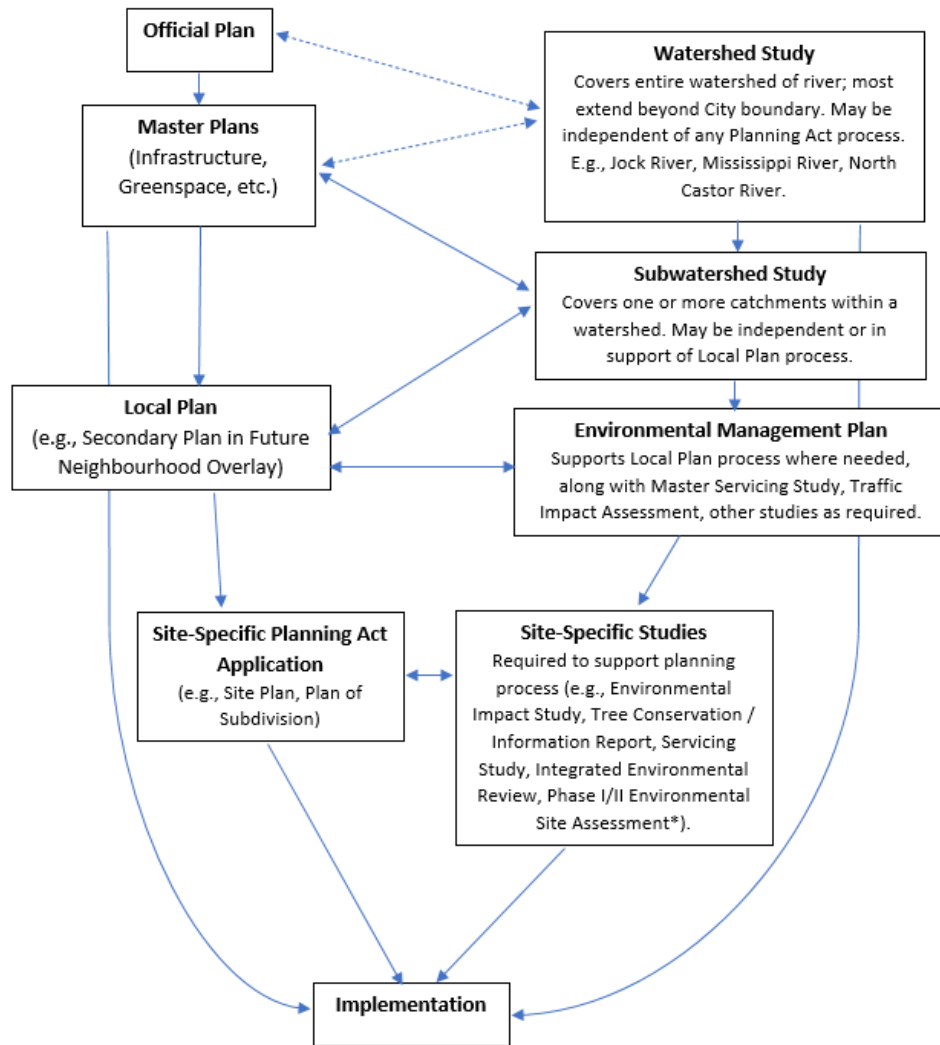 Official Plan
Watershed Study
Covers entire watershed of river; most
extend beyond City boundary. May be
independent of any Planning Act process.
E.g., Jock River, Mississippi River, North
Castor River.
Master Plans
(Infrastructure,
Greenspace, etc.)
Subwatershed Study
Covers one or more catchments within a
watershed. May be independent or in
support of Local Plan process.
Local Plan
(e.g., Secondary Plan in Future
Neighbourhood Overlay)
Environmental Management Plan
Supports Local Plan process where needed,
along with Master Servicing Study, Traffic
Impact Assessment, other studies as required.
Site-Specific Planning Act
Application
(e.g., Site Plan, Plan of
Subdivision)
Site-Specific Studies
Required to support planning
process (e.g., Environmental
Impact Study, Tree Conservation /
Information Report, Servicing
Study, Integrated Environmental
Review, Phase I/II Environmental
Site Assessment*).
Implementation